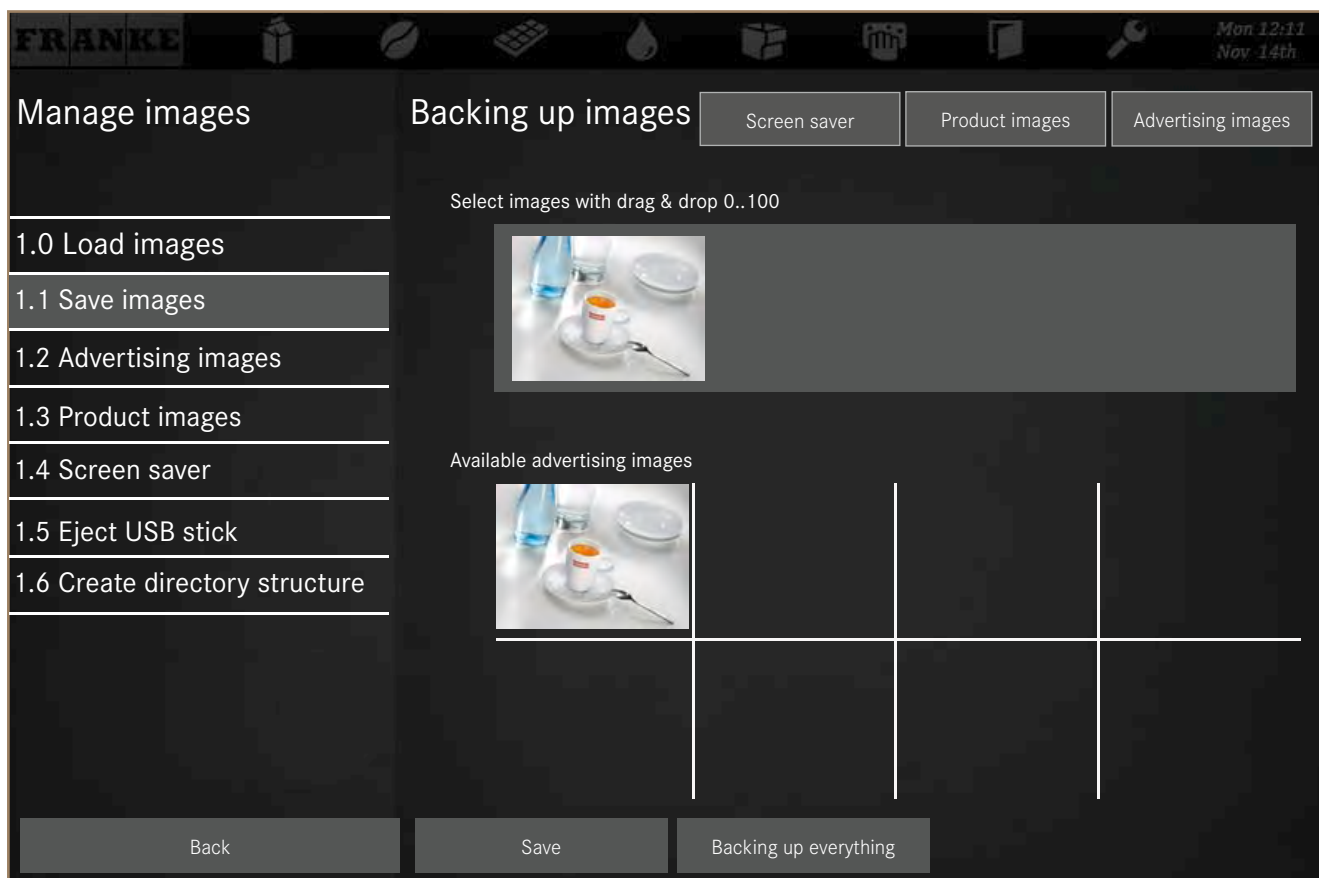 FRANKE
Mon 12:11
Nov 14th
Manage images
1.0 Load images
1.1 Save images
1.2 Advertising images
1.3 Product images
1.4 Screen saver
1.5 Eject USB stick
1.6 Create directory structure
Backing up images
Screen saver
Product images
Advertising images
Select images with drag & drop 0..100
Available advertising images
Back
Save
Backing up everything